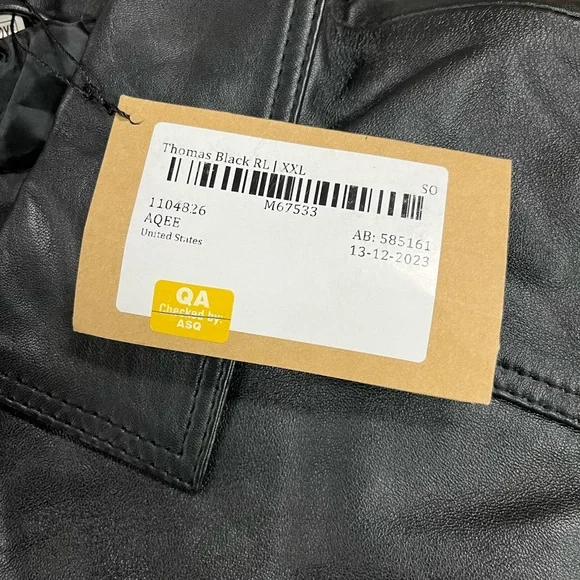 Thomas Black RL | XXL
SO
M67533
1104826
AQEE
United States
AB: 585161
13-12-2023
QA
Checked by:
ASQ